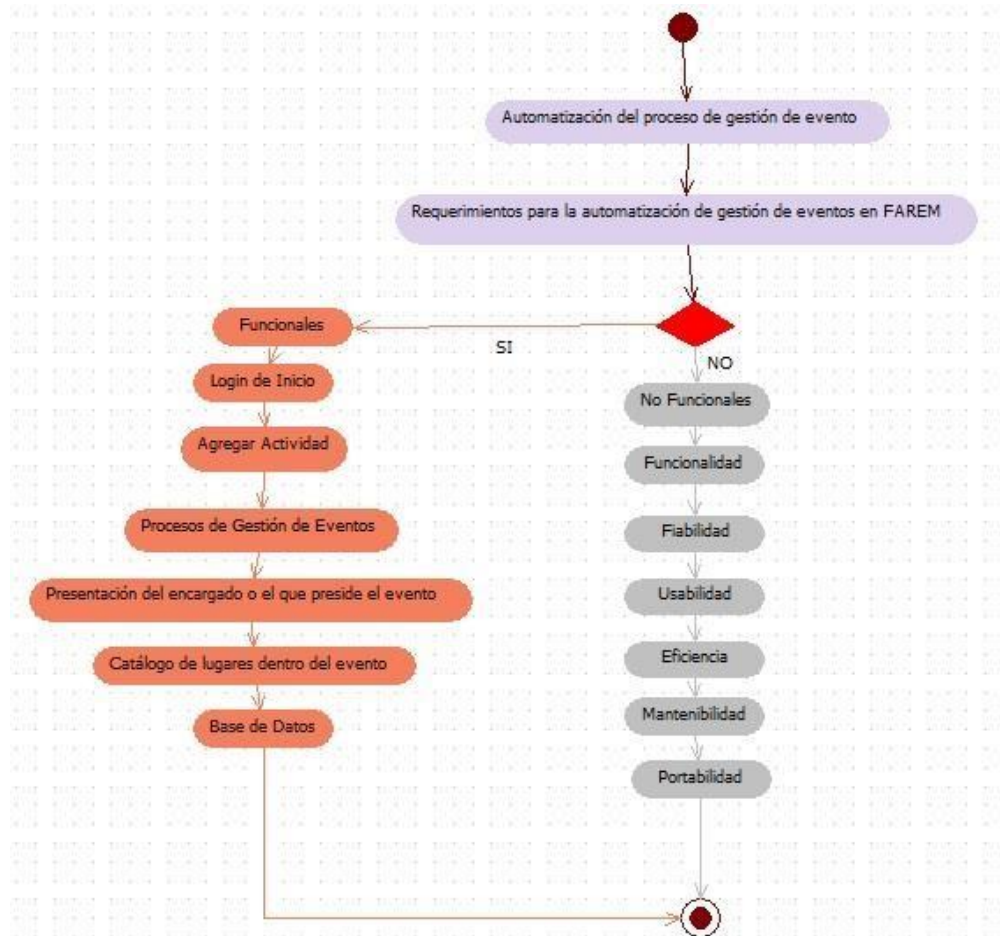 Automatización del proceso de gestión de evento
Requerimientos para la automatización de gestión de eventos en FAREM
SI
NO
Funcionales
Login de Inicio
Agregar Actividad
Procesos de Gestión de Eventos
Presentación del encargado o el que preside el evento
Catálogo de lugares dentro del evento
Base de Datos
No Funcionales
Funcionalidad
Fiabilidad
Usabilidad
Eficiencia
Mantenibilidad
Portabilidad